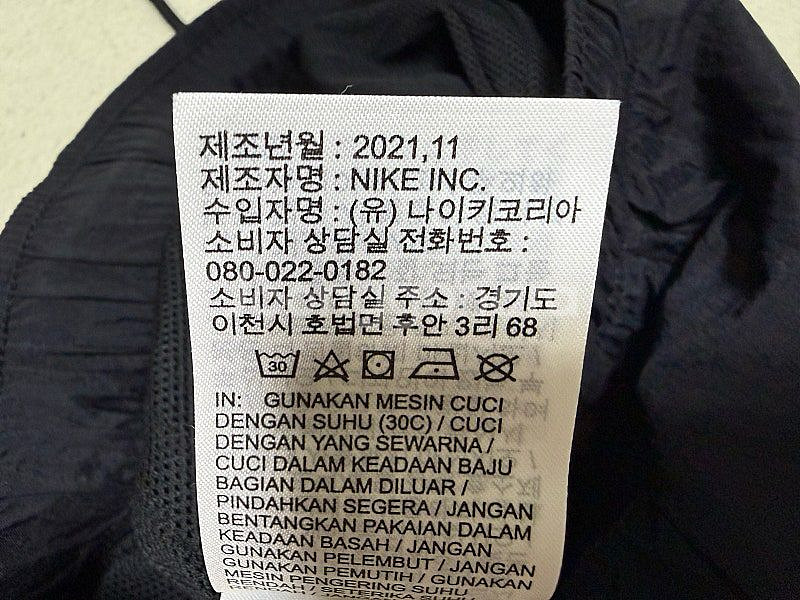 제조년월 : 2021,11
제조자명 : NIKE INC.
수입자명 : (유) 나이키코리아
소비자 상담실 전화번호 :
080-022-0182
소비자 상담실 주소 : 경기도
이천시 호법면 후안 3리 68
30
IN: GUNAKAN MESIN CUCI
DENGAN SUHU (30C) / CUCI
DENGAN YANG SEWARNA /
CUCI DALAM KEADAAN BAJU
BAGIAN DALAM DILUAR /
PINDAHKAN SEGERA / JANGAN
BENTANGKAN PAKAIAN DALAM
KEADAAN BASAH / JANGAN
GUNAKAN PELEMBUT / JANGAN
GUNAKAN PEMUTIH / GUNAKAN
MESIN PENGERING SUHU
RENDAH / SETERIKA SUHU